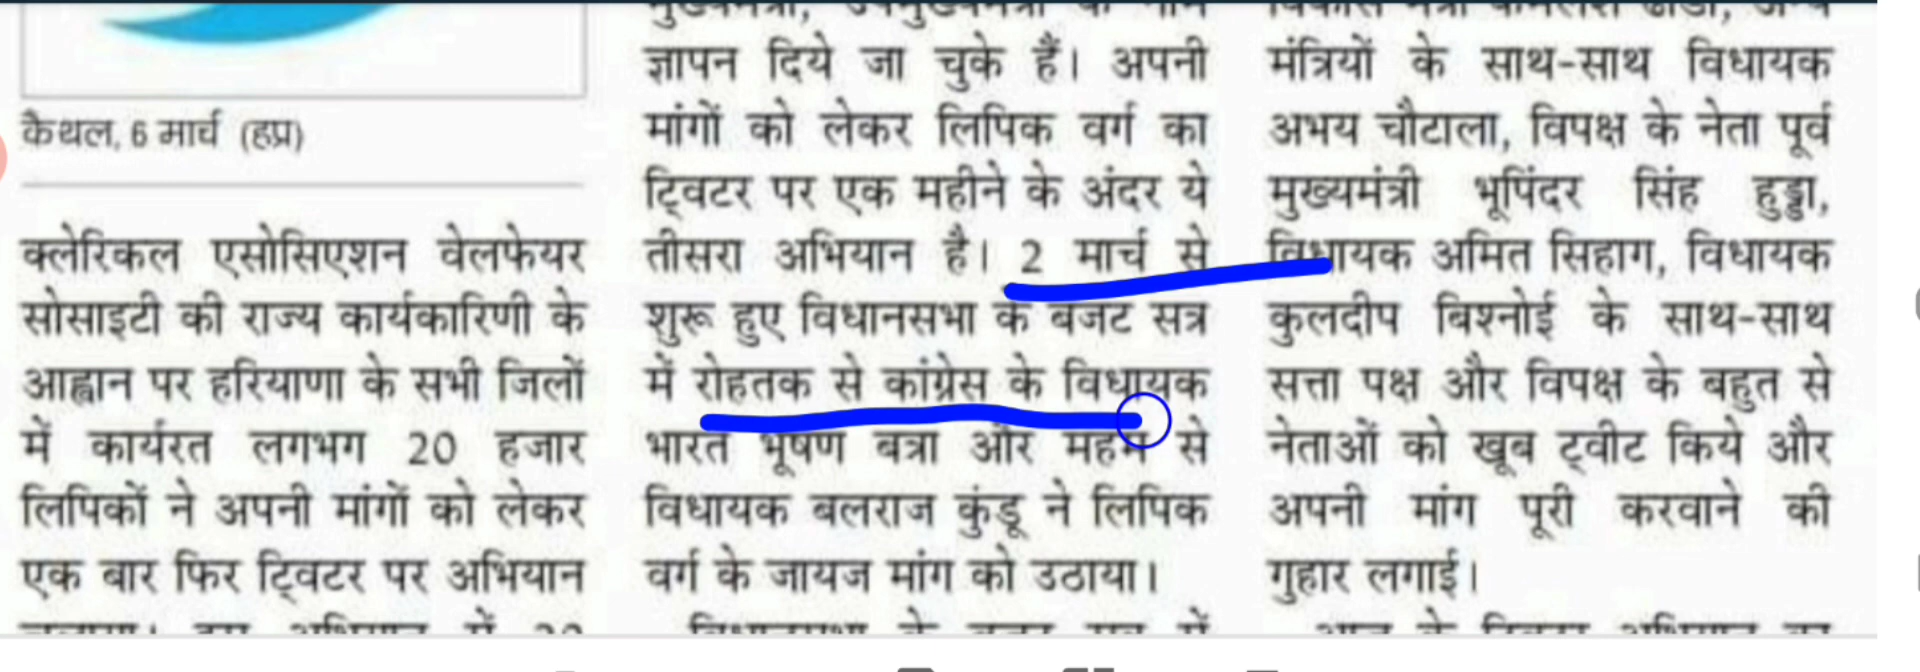 कैथल, 6 मार्च (हप्र)
क्लेरिकल एसोसिएशन वेलफेयर
सोसाइटी की राज्य कार्यकारिणी के
आह्वान पर हरियाणा के सभी जिलों
में कार्यरत लगभग 20 हजार
लिपिकों ने अपनी मांगों को लेकर
एक बार फिर ट्विटर पर अभियान
ज्ञापन दिये जा चुके हैं। अपनी
मांगों को लेकर लिपिक वर्ग का
ट्विटर पर एक महीने के अंदर ये
तीसरा अभियान है। 2 मार्च से
शुरू हुए विधानसभा के बजट सत्र
में रोहतक से कांग्रेस के विधायक
भारत भूषण बत्रा और महम से
विधायक बलराज कुंडू ने लिपिक
वर्ग के जायज मांग को उठाया।
मंत्रियों के साथ-साथ विधायक
अभय चौटाला, विपक्ष के नेता पूर्व
मुख्यमंत्री भूपिंदर सिंह हुड्डा,
विधायक अमित सिहाग, विधायक
कुलदीप बिश्नोई के साथ-साथ
सत्ता पक्ष और विपक्ष के बहुत से
नेताओं को खूब ट्वीट किये और
अपनी मांग पूरी करवाने की
गुहार लगाई।